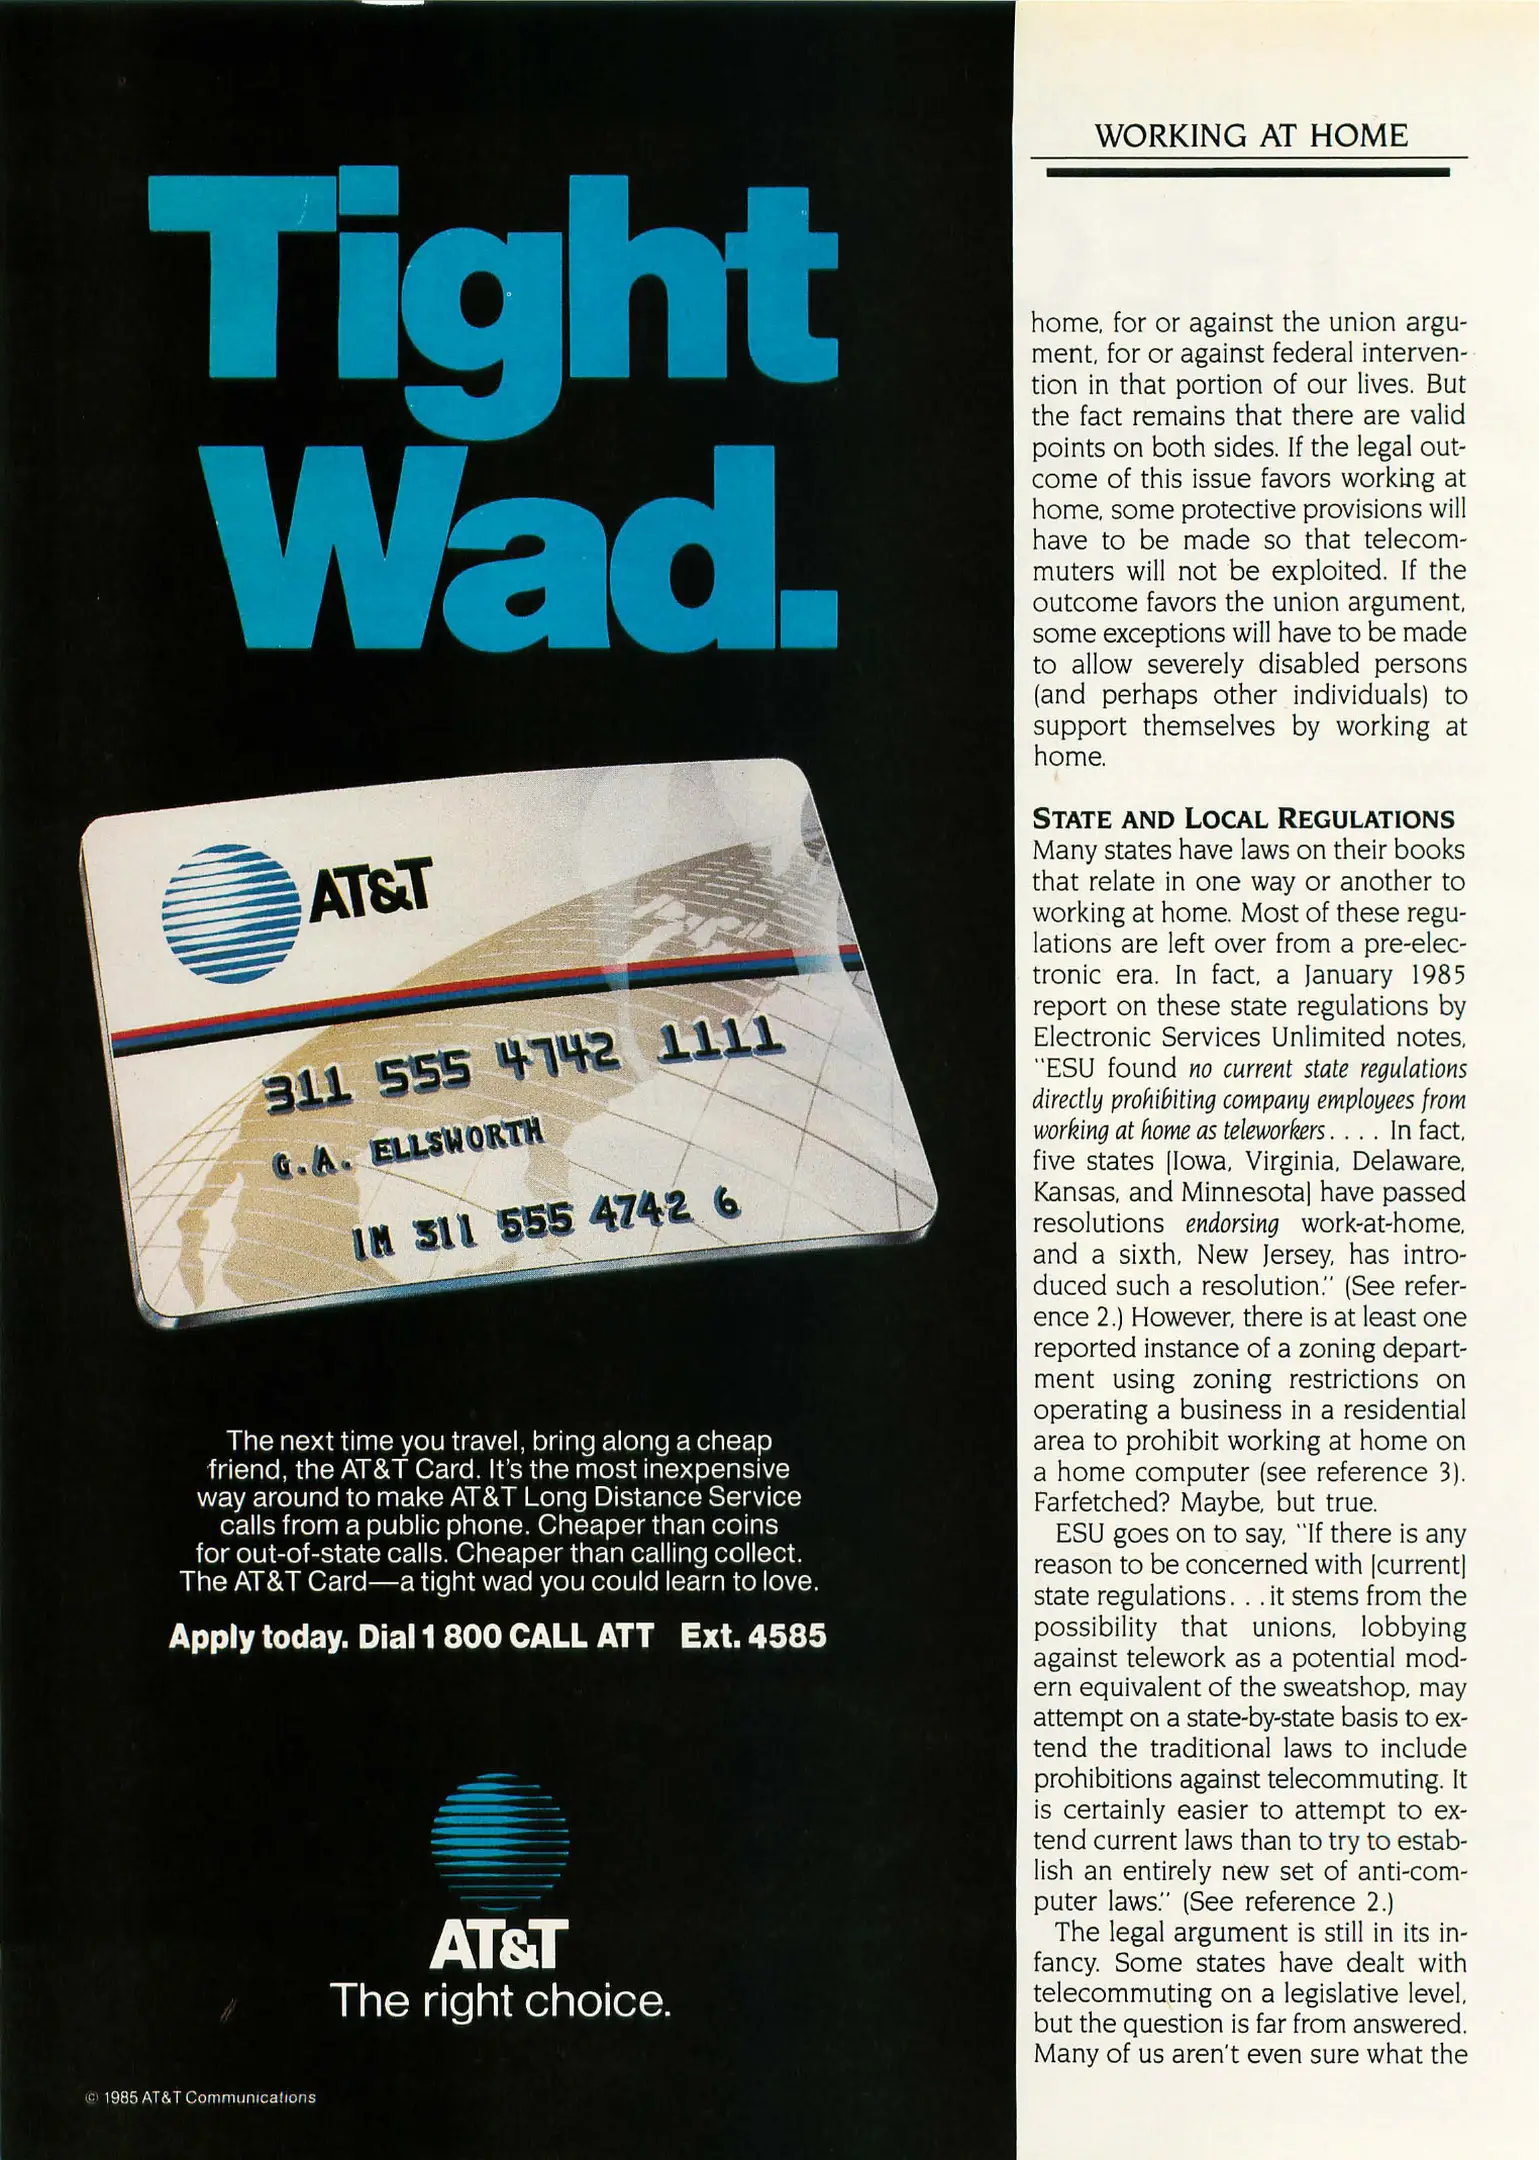 Tight
Wad.
AT&T
311 555 4742 1111
G.A. ELLSWORTH
1M 311 555 4742 6
The next time you travel, bring along a cheap
friend, the AT&T Card. It's the most inexpensive
way around to make AT&T Long Distance Service
calls from a public phone. Cheaper than coins
for out-of-state calls. Cheaper than calling collect.
The AT&T Card—a tight wad you could learn to love.
Apply today. Dial 1 800 CALL ATT Ext. 4585
AT&T
The right choice.
© 1985 AT&T Communications
WORKING AT HOME
home, for or against the union argu-
ment, for or against federal interven-
tion in that portion of our lives. But
the fact remains that there are valid
points on both sides. If the legal out-
come of this issue favors working at
home, some protective provisions will
have to be made so that telecom-
muters will not be exploited. If the
outcome favors the union argument,
some exceptions will have to be made
to allow severely disabled persons
(and perhaps other individuals) to
support themselves by working at
home.
STATE AND LOCAL REGULATIONS
Many states have laws on their books
that relate in one way or another to
working at home. Most of these regu-
lations are left over from a pre-elec-
tronic era. In fact, a January 1985
report on these state regulations by
Electronic Services Unlimited notes,
"ESU found no current state regulations
directly prohibiting company employees from
working at home as teleworkers. . . . In fact,
five states [Iowa, Virginia, Delaware,
Kansas, and Minnesota] have passed
resolutions endorsing work-at-home,
and a sixth, New Jersey, has intro-
duced such a resolution." (See refer-
ence 2.) However, there is at least one
reported instance of a zoning depart-
ment using zoning restrictions on
operating a business in a residential
area to prohibit working at home on
a home computer (see reference 3).
Farfetched? Maybe, but true.
ESU goes on to say, "If there is any
reason to be concerned with [current]
state regulations. . .it stems from the
possibility that unions, lobbying
against telework as a potential mod-
ern equivalent of the sweatshop, may
attempt on a state-by-state basis to ex-
tend the traditional laws to include
prohibitions against telecommuting. It
is certainly easier to attempt to ex-
tend current laws than to try to estab-
lish an entirely new set of anti-com-
puter laws." (See reference 2.)
The legal argument is still in its in-
fancy. Some states have dealt with
telecommuting on a legislative level,
but the question is far from answered.
Many of us aren't even sure what the